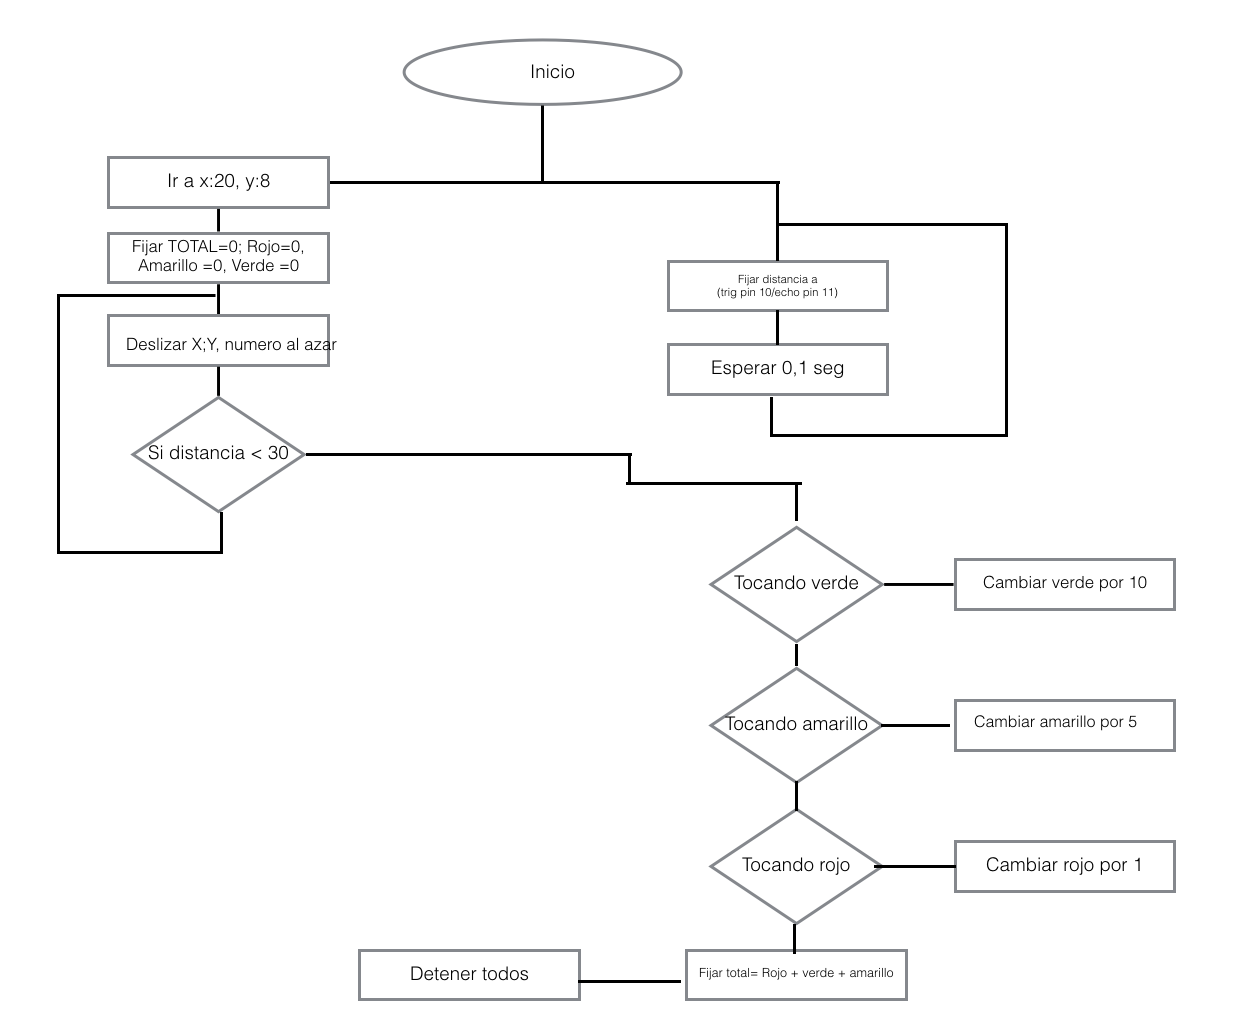 Inicio
Ir a x:20, y:8
Fijar TOTAL=0; Rojo=0,
Amarillo =0, Verde =0
Deslizar X;Y, numero al azar
Si distancia < 30
Fijar distancia a
(trig pin 10/echo pin 11)
Esperar 0,1 seg
Tocando verde
Cambiar verde por 10
Tocando amarillo
Cambiar amarillo por 5
Tocando rojo
Cambiar rojo por 1
Fijar total= Rojo + verde + amarillo
Detener todos